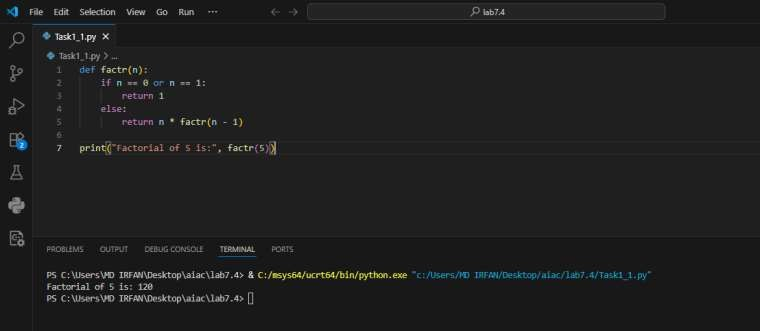 File Edit Selection View Go Run ... lab7.4
Task1_1.py
Task1_1.py > ...
1 def factr(n):
2 if n == 0 or n == 1:
3 return 1
4 else:
5 return n * factr(n - 1)
6
7 print("Factorial of 5 is:", factr(5))
2
PROBLEMS OUTPUT DEBUG CONSOLE TERMINAL PORTS
PS C:\Users\MD IRFAN\Desktop\aiac\lab7.4> & C:/msys64/ucrt64/bin/python.exe "c:/Users/MD IRFAN/Desktop/aiac/lab7.4/Task1_1.py"
Factorial of 5 is: 120
PS C:\Users\MD IRFAN\Desktop\aiac\lab7.4>